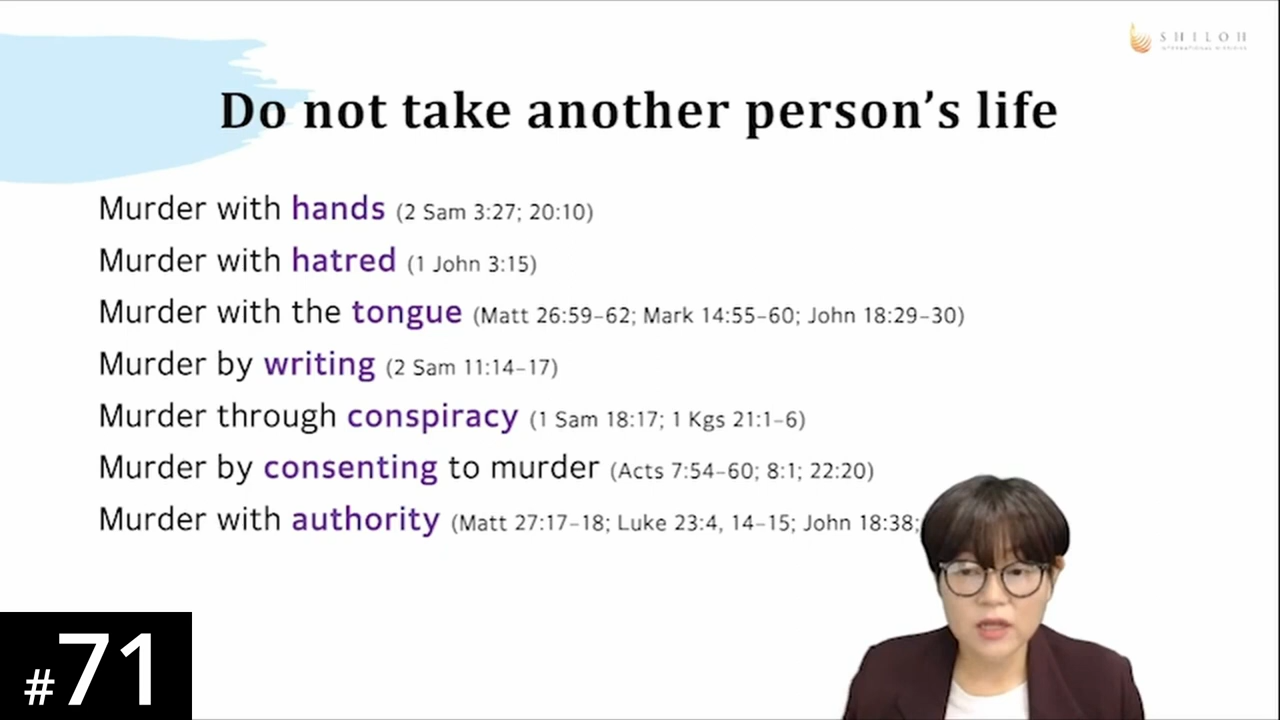 SHILOH
INTERNATIONAL MISSIONS
Do not take another person’s life
Murder with hands (2 Sam 3:27; 20:10)
Murder with hatred (1 John 3:15)
Murder with the tongue (Matt 26:59–62; Mark 14:55–60; John 18:29–30)
Murder by writing (2 Sam 11:14–17)
Murder through conspiracy (1 Sam 18:17; 1 Kgs 21:1–6)
Murder by consenting to murder (Acts 7:54–60; 8:1; 22:20)
Murder with authority (Matt 27:17–18; Luke 23:4, 14–15; John 18:38;
#71